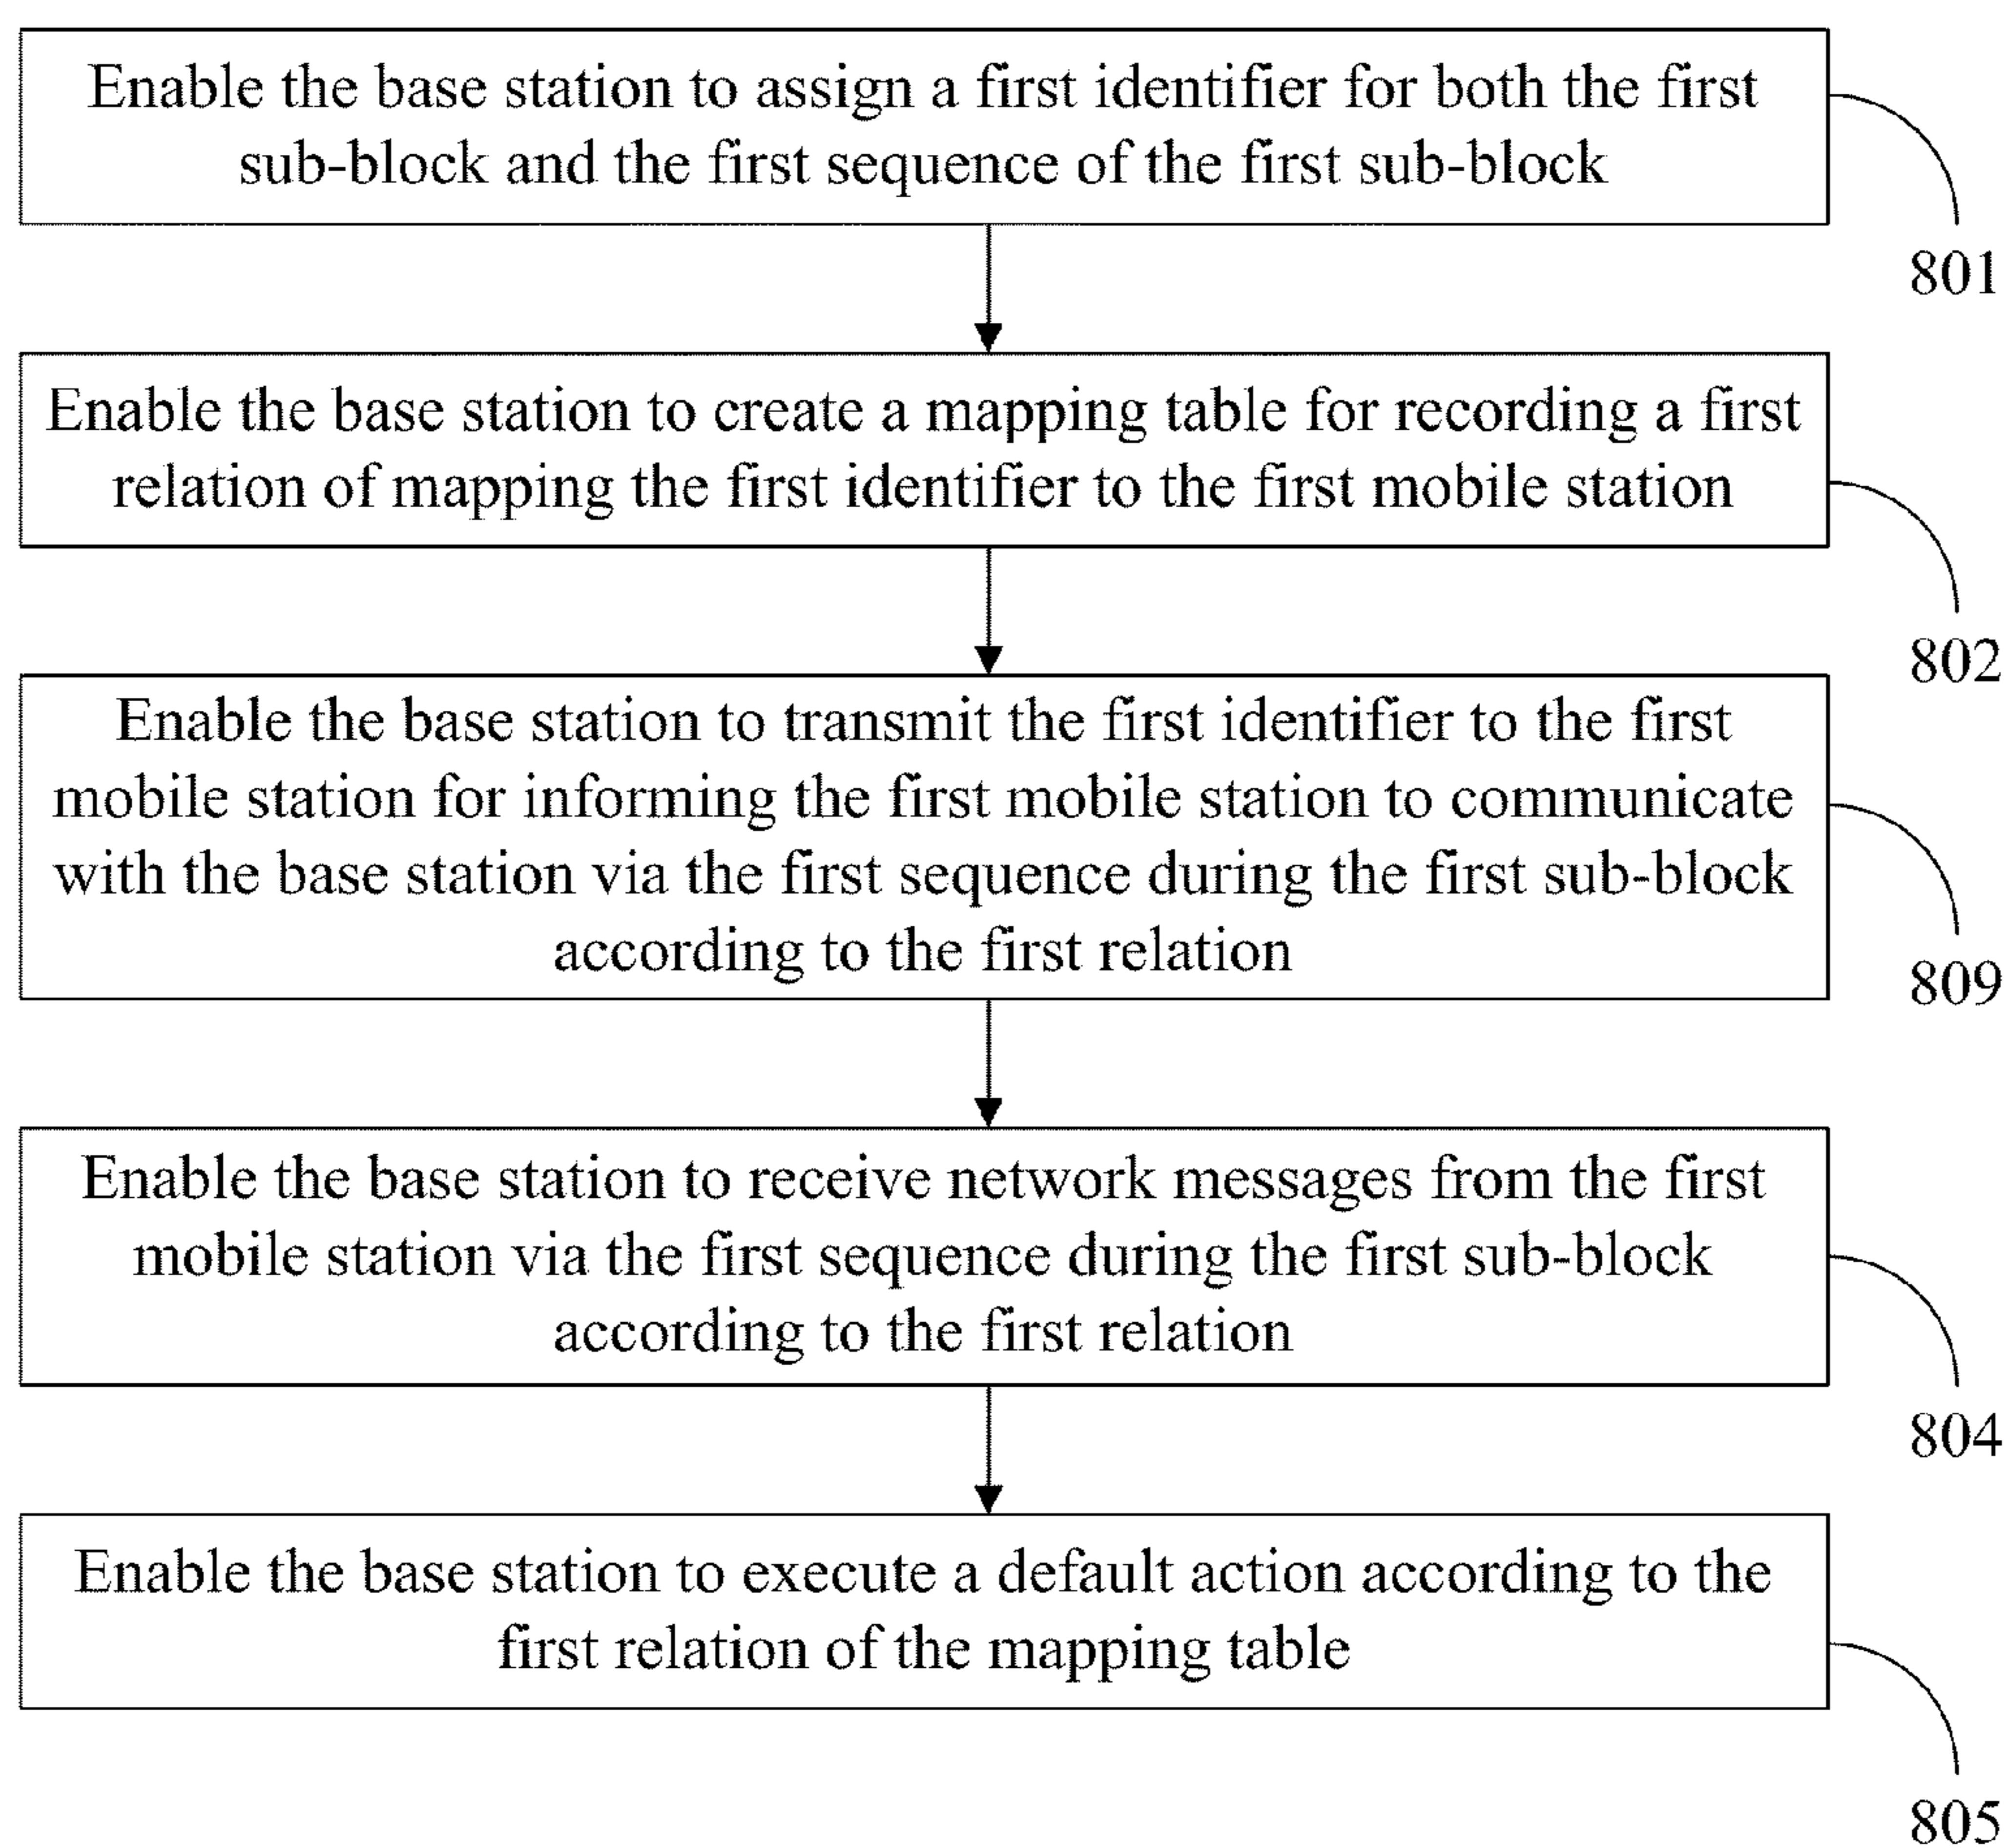 Enable the base station to assign a first identifier for both the first
sub-block and the first sequence of the first sub-block
801
Enable the base station to create a mapping table for recording a first
relation of mapping the first identifier to the first mobile station
802
Enable the base station to transmit the first identifier to the first
mobile station for informing the first mobile station to communicate
with the base station via the first sequence during the first sub-block
according to the first relation
809
Enable the base station to receive network messages from the first
mobile station via the first sequence during the first sub-block
according to the first relation
804
Enable the base station to execute a default action according to the
first relation of the mapping table
805